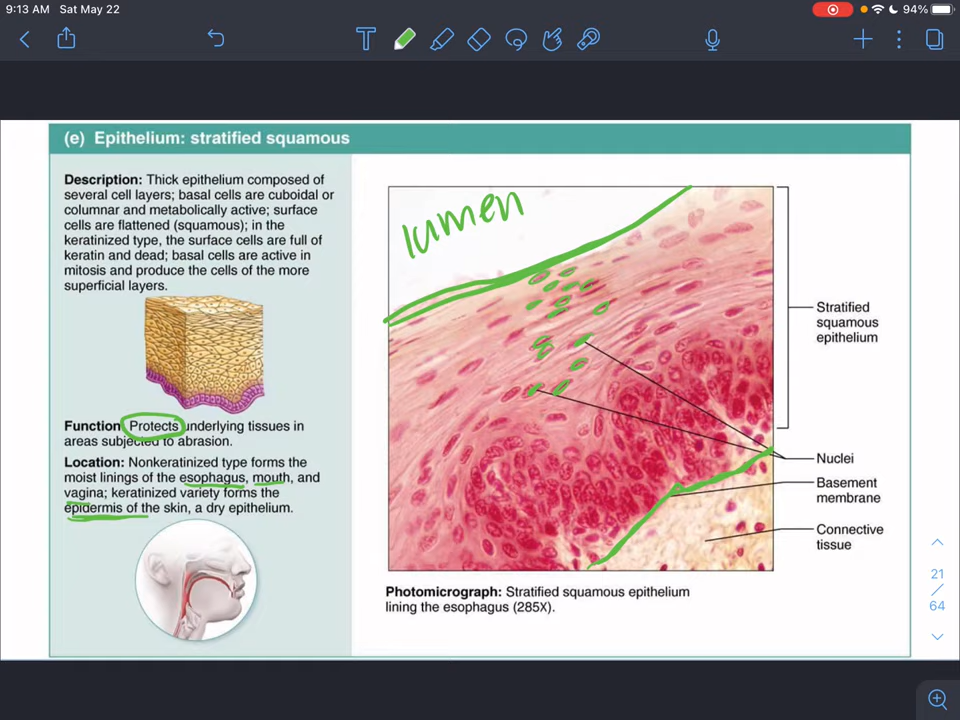 9:13 AM Sat May 22
94%
(e) Epithelium: stratified squamous
Description: Thick epithelium composed of
several cell layers; basal cells are cuboidal or
columnar and metabolically active; surface
cells are flattened (squamous); in the
keratinized type, the surface cells are full of
keratin and dead; basal cells are active in
mitosis and produce the cells of the more
superficial layers.
Function: Protects underlying tissues in
areas subjected to abrasion.
Location: Nonkeratinized type forms the
moist linings of the esophagus, mouth, and
vagina; keratinized variety forms the
epidermis of the skin, a dry epithelium.
lumen
Stratified
squamous
epithelium
Nuclei
Basement
membrane
Connective
tissue
Photomicrograph: Stratified squamous epithelium
lining the esophagus (285X).
21
/
64